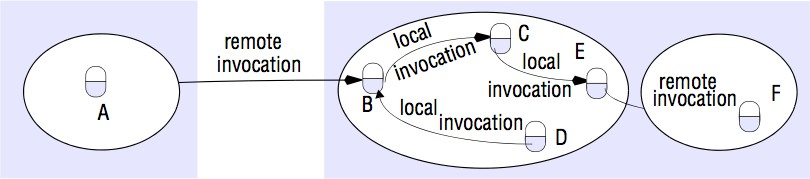 remote
invocation
A
B
local
invocation
C
local
invocation
E
local
invocation
D
remote
invocation
F